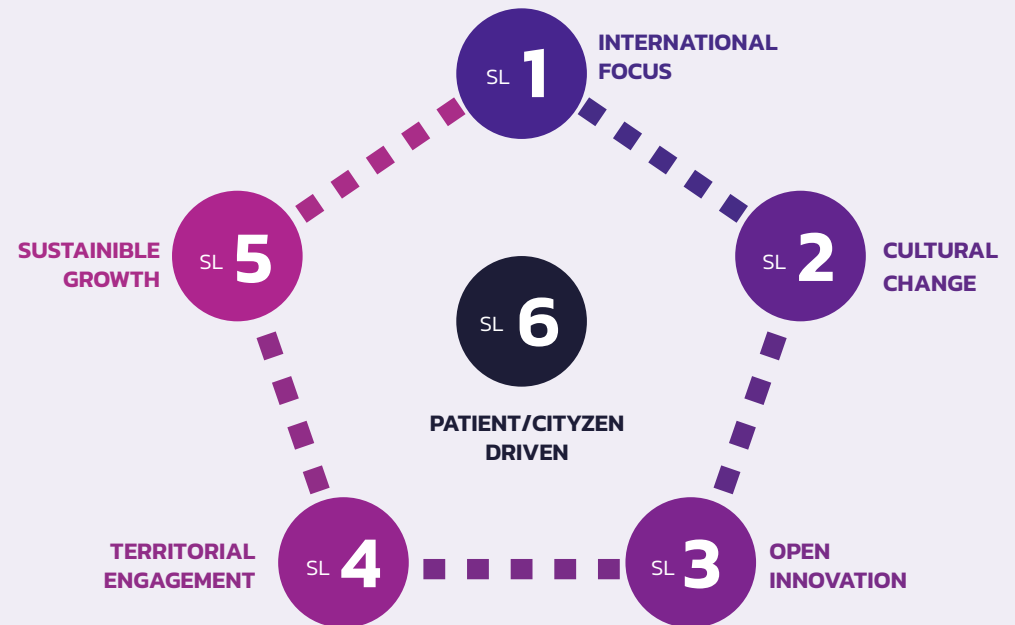 SL 1
INTERNATIONAL
FOCUS
SL 2
CULTURAL
CHANGE
SL 3
OPEN
INNOVATION
SL 4
TERRITORIAL
ENGAGEMENT
SL 5
SUSTAINIBLE
GROWTH
SL 6
PATIENT/CITYZEN
DRIVEN